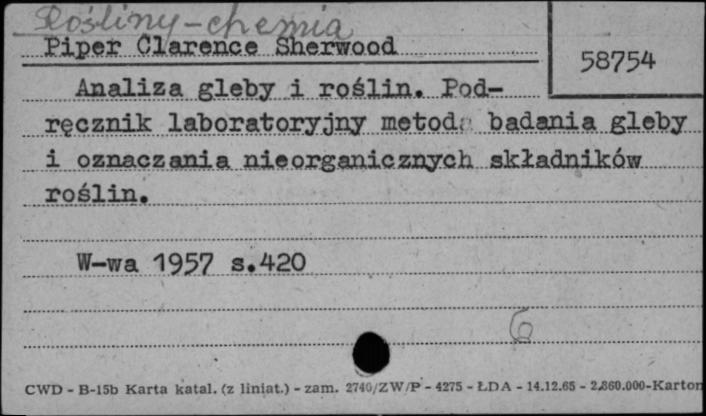 Rośliny-chemia
Piper Clarence Sherwood
58754
Analiza gleby i roślin. Pod-
ręcznik laboratoryjny metod badania gleby
i oznaczania nieorganicznych składników
roślin.
W-wa 1957 s.420
6
CWD - B-15b Karta katal. (z liniat.) - zam. 2740/ZW/P - 4275 - ŁDA - 14.12.65 - 2.860.000-Karton